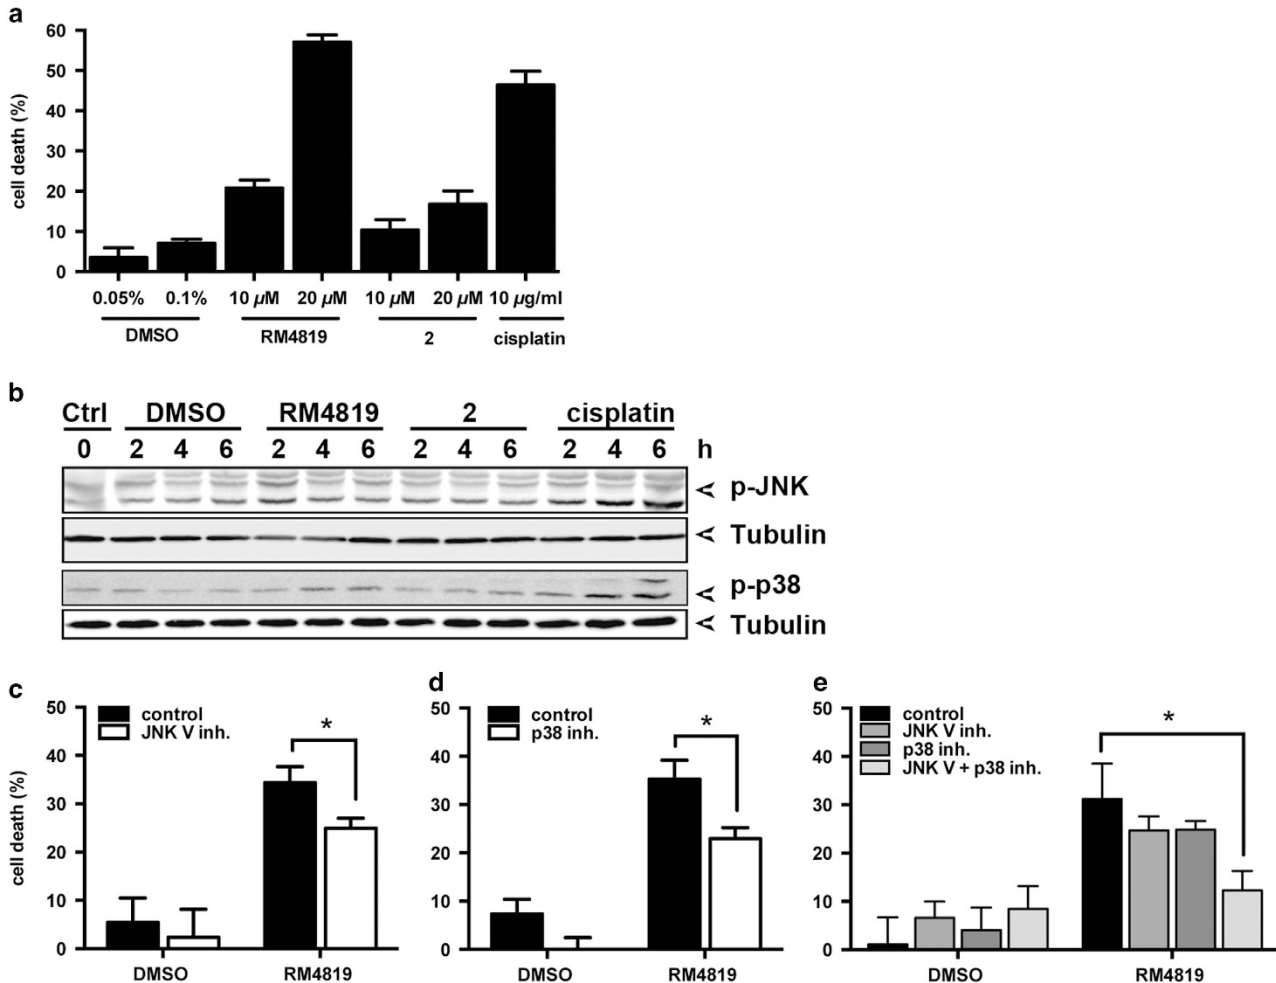 a
60
50
40
30
20
10
0
cell death (%)
0.05% 0.1% 10 µM 20 µM 10 µM 20 µM 10 µg/ml
DMSO RM4819 2 cisplatin
b
Ctrl DMSO RM4819 2 cisplatin
0 2 4 6 2 4 6 2 4 6 2 4 6 h
p-JNK
Tubulin
p-p38
Tubulin
c
50
40
30
20
10
0
cell death (%)
control
JNK V inh.
*
DMSO RM4819
d
50
40
30
20
10
0
control
p38 inh.
*
DMSO RM4819
e
50
40
30
20
10
0
control
JNK V inh.
p38 inh.
JNK V + p38 inh.
*
DMSO RM4819